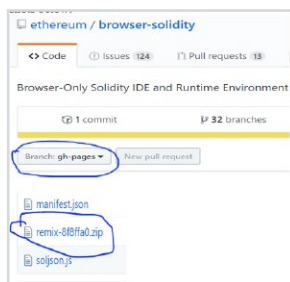 ethereum / browser-solidity
<> Code Issues 124 Pull requests 13
Browser-Only Solidity IDE and Runtime Environment
1 commit 32 branches
Branch: gh-pages New pull request
manifest.json
remix-8f8ffa0.zip
soljson.js